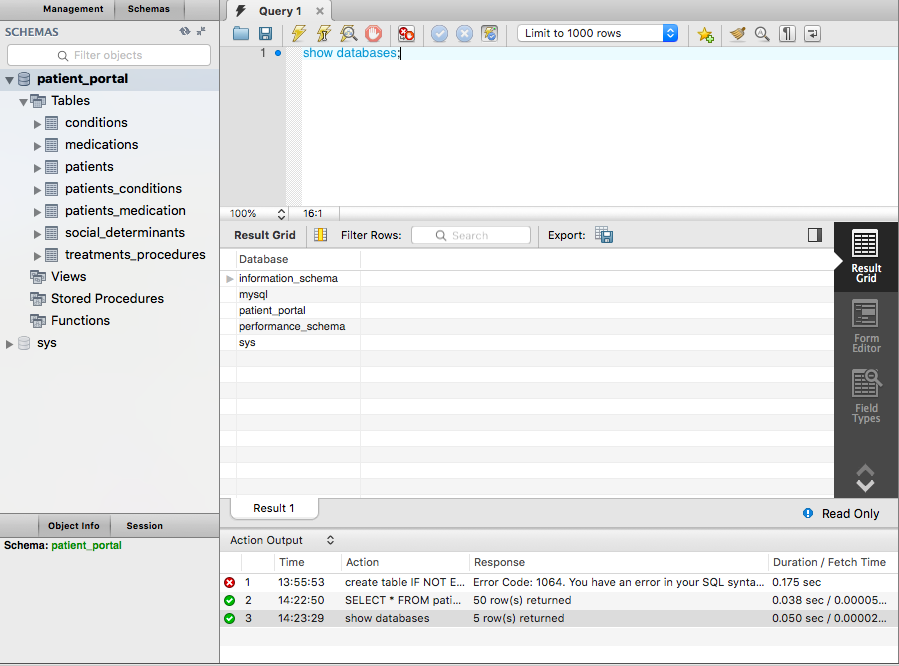 Management Schemas
SCHEMAS
Filter objects
patient_portal
Tables
conditions
medications
patients
patients_conditions
patients_medication
social_determinants
treatments_procedures
Views
Stored Procedures
Functions
sys
Object Info Session
Schema: patient_portal
Query 1
Limit to 1000 rows
1 show databases;
100% 16:1
Result Grid Filter Rows: Search Export:
Database
information_schema
mysql
patient_portal
performance_schema
sys
Result Grid
Form Editor
Field Types
Result 1 Read Only
Action Output
Time Action Response Duration / Fetch Time
1 13:55:53 create table IF NOT E... Error Code: 1064. You have an error in your SQL synta... 0.175 sec
2 14:22:50 SELECT * FROM pati... 50 row(s) returned 0.038 sec / 0.00005...
3 14:23:29 show databases 5 row(s) returned 0.050 sec / 0.00002...